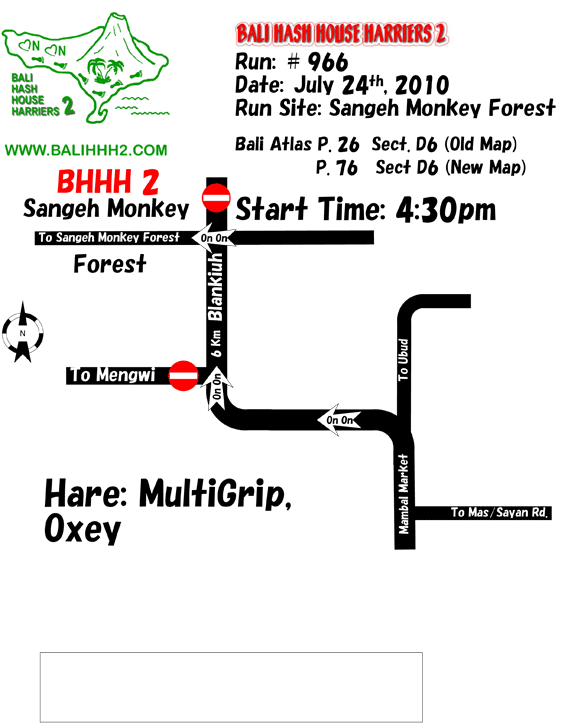 ON ON
BALI
HASH
HOUSE
HARRIERS 2
WWW.BALIHHH2.COM
BALI HASH HOUSE HARRIERS 2
Run: # 966
Date: July 24th, 2010
Run Site: Sangeh Monkey Forest
Bali Atlas P. 26 Sect. D6 (Old Map)
P. 76 Sect D6 (New Map)
BHHH 2
Sangeh Monkey
Start Time: 4:30pm
To Sangeh Monkey Forest
On On
Forest
6 Km Blankiuh
N
To Mengwi
On On
To Ubud
On On
Mambal Market
To Mas/Sayan Rd.
Hare: MultiGrip,
Oxey